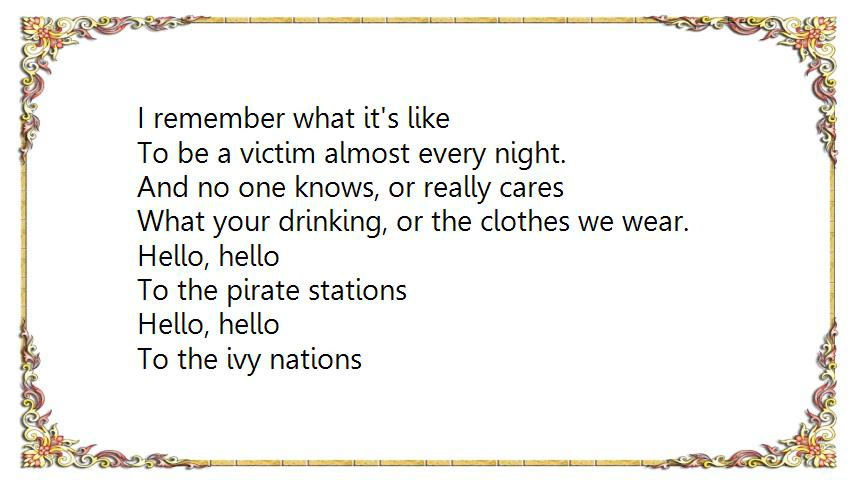 I remember what it's like
To be a victim almost every night.
And no one knows, or really cares
What your drinking, or the clothes we wear.
Hello, hello
To the pirate stations
Hello, hello
To the ivy nations